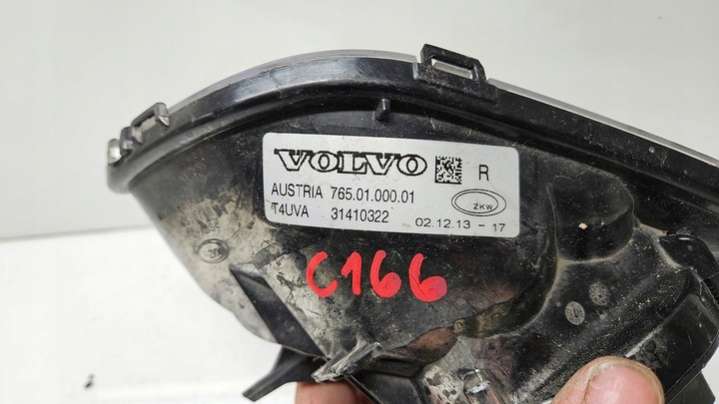 VOLVO R
AUSTRIA 765.01.000.01
ZKW
T4UVA 31410322 02.12.13 - 17
C166